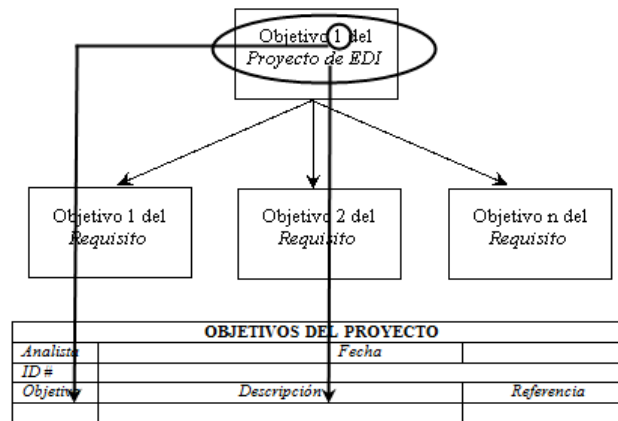 Objetivo 1 del
Proyecto de EDI
Objetivo 1 del
Requisito
Objetivo 2 del
Requisito
Objetivo n del
Requisito
OBJETIVOS DEL PROYECTO
Analista Fecha
ID #
Objetivo Descripción Referencia